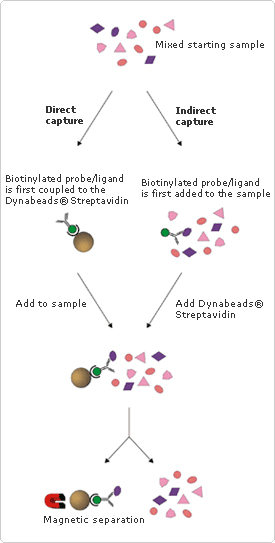 Mixed starting sample
Direct
capture
Indirect
capture
Biotinylated probe/ligand
is first coupled to the
Dynabeads® Streptavidin
Biotinylated probe/ligand
is first added to the sample
Add to sample
Add Dynabeads®
Streptavidin
Magnetic separation